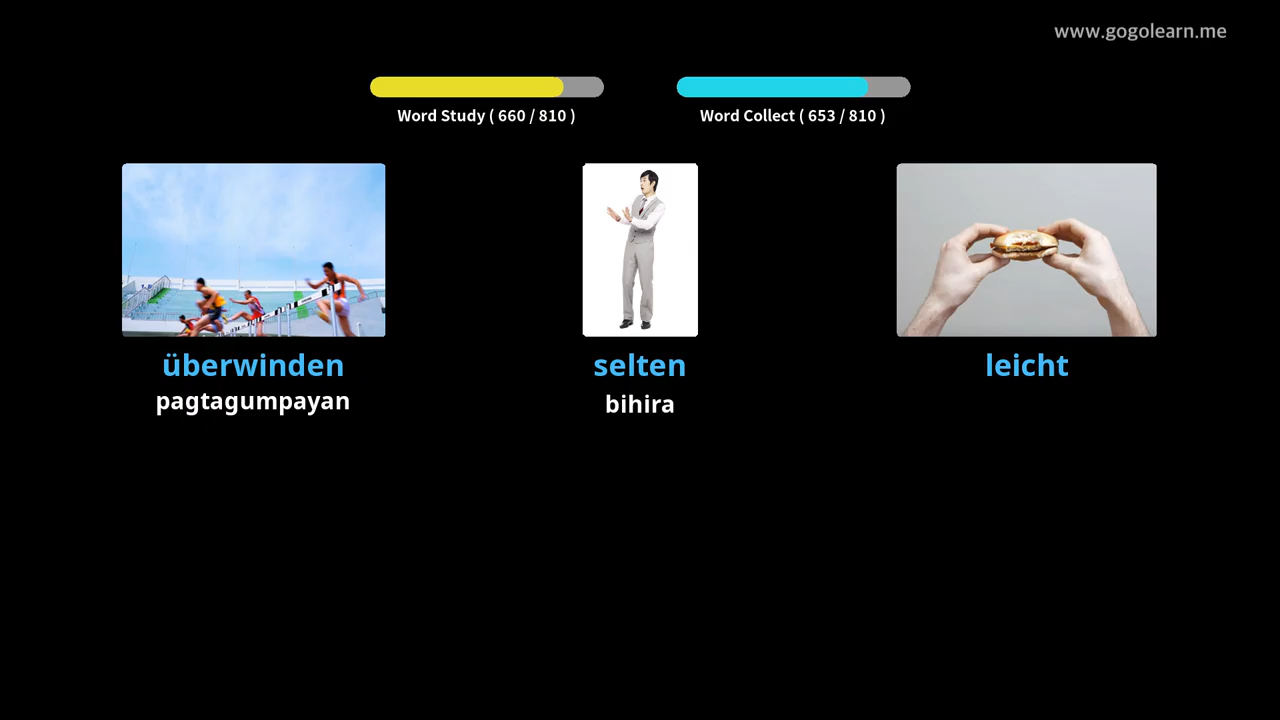 www.gogolearn.me
Word Study ( 660 / 810 )
Word Collect ( 653 / 810 )
überwinden
pagtagumpayan
selten
bihira
leicht